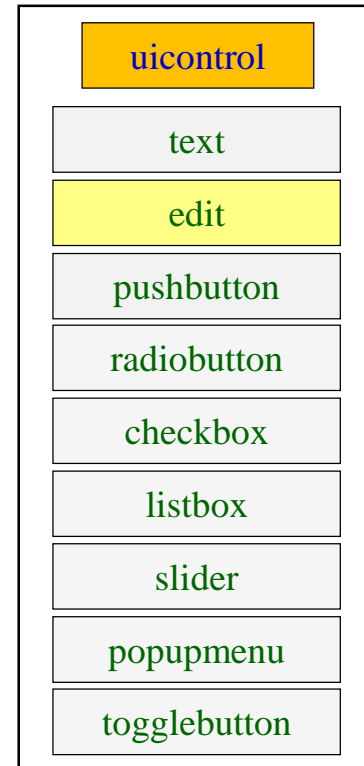 uicontrol
text
edit
pushbutton
radiobutton
checkbox
listbox
slider
popupmenu
togglebutton